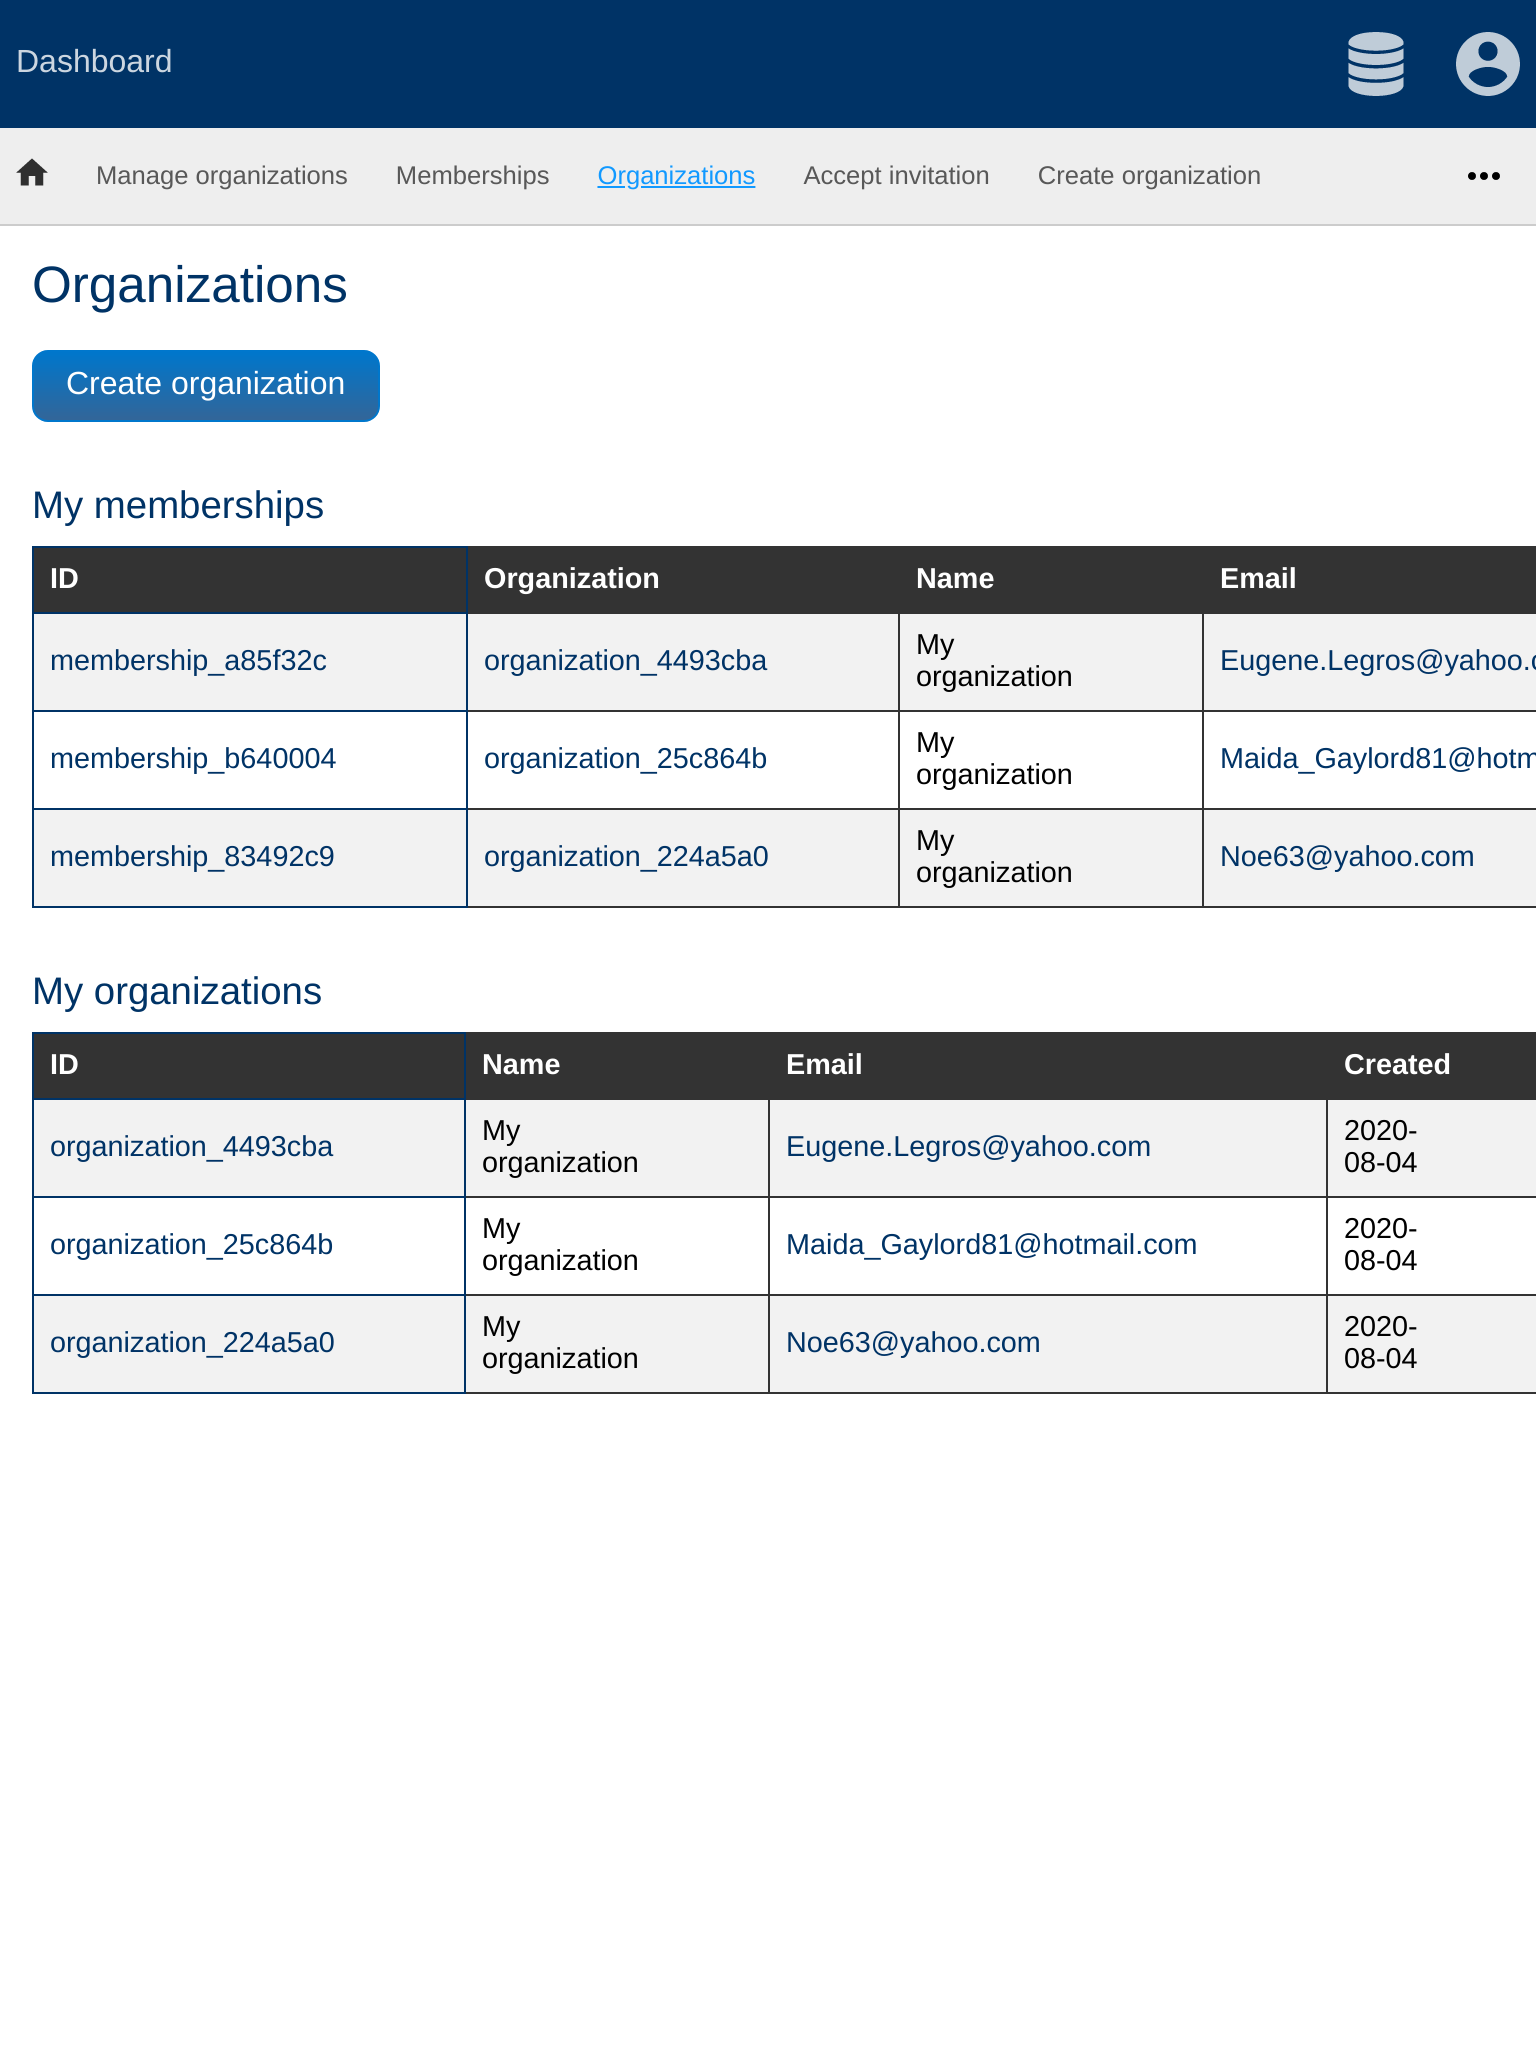 Dashboard
Manage organizations Memberships Organizations Accept invitation Create organization
Organizations
Create organization
My memberships
ID Organization Name Email
membership_a85f32c organization_4493cba My organization Eugene.Legros@yahoo.c
membership_b640004 organization_25c864b My organization Maida_Gaylord81@hotm
membership_83492c9 organization_224a5a0 My organization Noe63@yahoo.com
My organizations
ID Name Email Created
organization_4493cba My organization Eugene.Legros@yahoo.com 2020-08-04
organization_25c864b My organization Maida_Gaylord81@hotmail.com 2020-08-04
organization_224a5a0 My organization Noe63@yahoo.com 2020-08-04